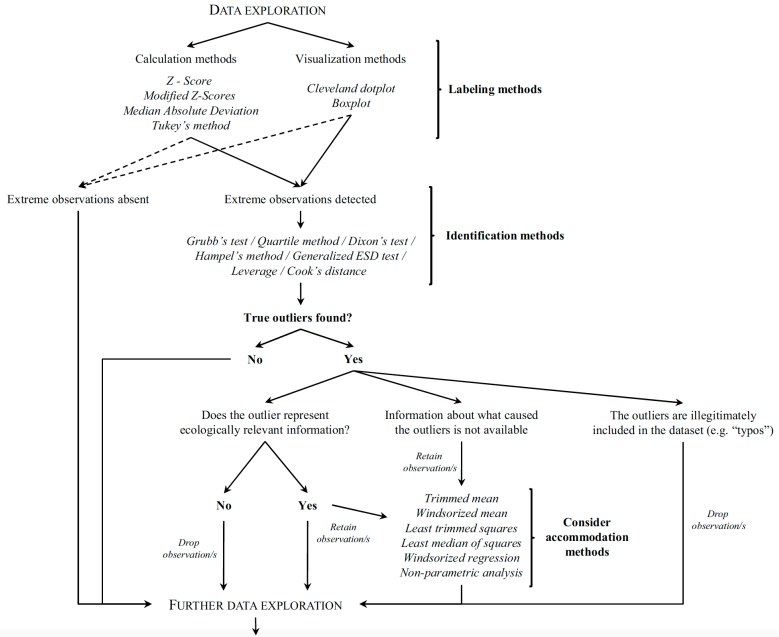 DATA EXPLORATION
Calculation methods
Visualization methods
Z - Score
Modified Z-Scores
Median Absolute Deviation
Tukey's method
Cleveland dotplot
Boxplot
Labeling methods
Extreme observations absent
Extreme observations detected
Grubb's test / Quartile method / Dixon's test /
Hampel's method / Generalized ESD test /
Leverage / Cook's distance
Identification methods
True outliers found?
No
Yes
Does the outlier represent
ecologically relevant information?
Information about what caused
the outliers is not available
The outliers are illegitimately
included in the dataset (e.g. “typos”)
Retain
observation/s
No
Yes
Drop
observation/s
Retain
observation/s
Trimmed mean
Windsorized mean
Least trimmed squares
Least median of squares
Windsorized regression
Non-parametric analysis
Consider
accommodation
methods
Drop
observation/s
FURTHER DATA EXPLORATION